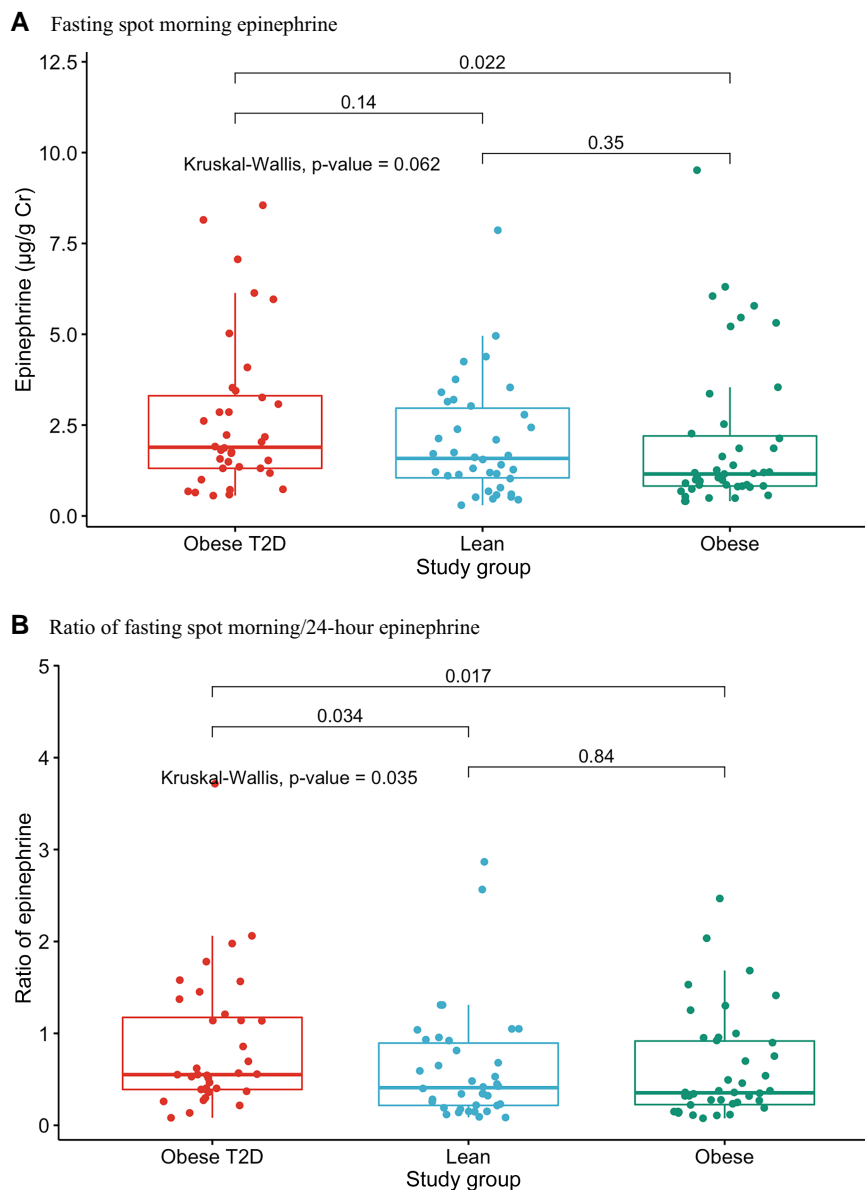 A Fasting spot morning epinephrine
12.5
10.0
7.5
5.0
2.5
0.0
Epinephrine (µg/g Cr)
0.022
0.14
0.35
Kruskal-Wallis, p-value = 0.062
Obese T2D Lean Obese
Study group
B Ratio of fasting spot morning/24-hour epinephrine
5
4
3
2
1
0
Ratio of epinephrine
0.017
0.034
0.84
Kruskal-Wallis, p-value = 0.035
Obese T2D Lean Obese
Study group